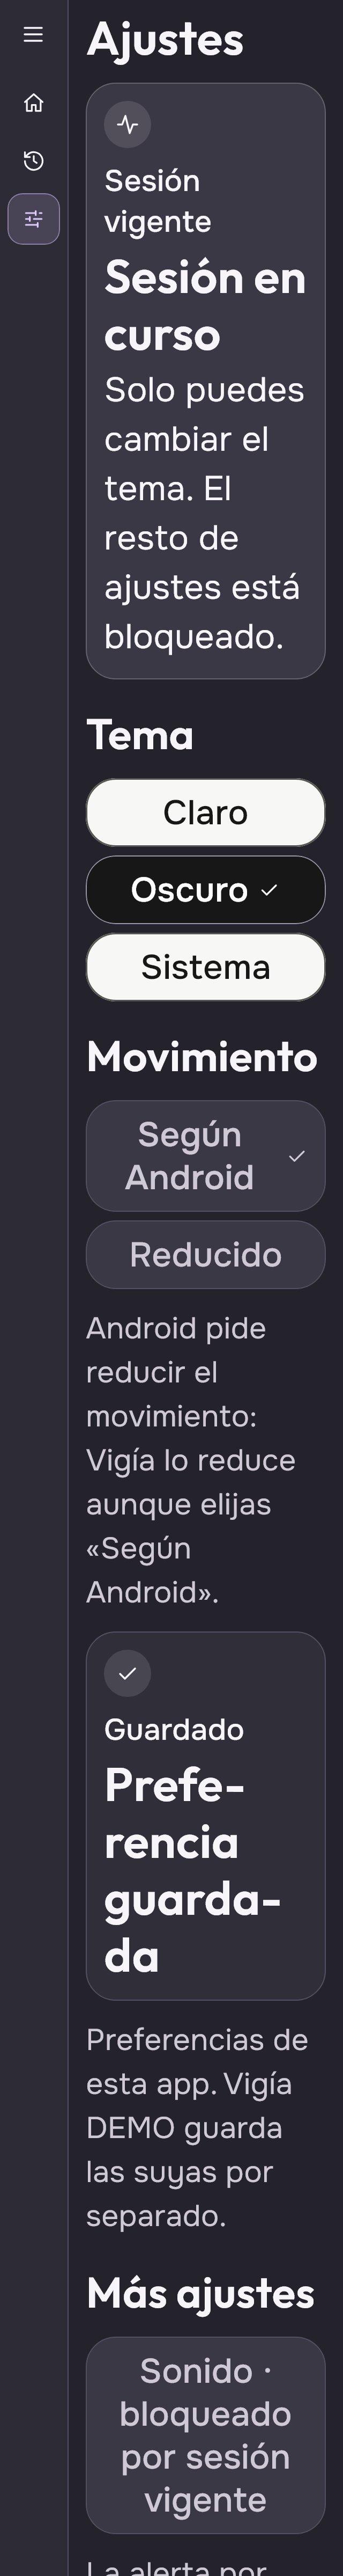 Ajustes
Sesión
vigente
Sesión en
curso
Solo puedes
cambiar el
tema. El
resto de
ajustes está
bloqueado.
Tema
Claro
Oscuro
Sistema
Movimiento
Según
Android
Reducido
Android pide
reducir el
movimiento:
Vigía lo reduce
aunque elijas
«Según
Android».
Guardado
Prefe-
rencia
guarda-
da
Preferencias de
esta app. Vigía
DEMO guarda
las suyas por
separado.
Más ajustes
Sonido ·
bloqueado
por sesión
vigente
La alerta por